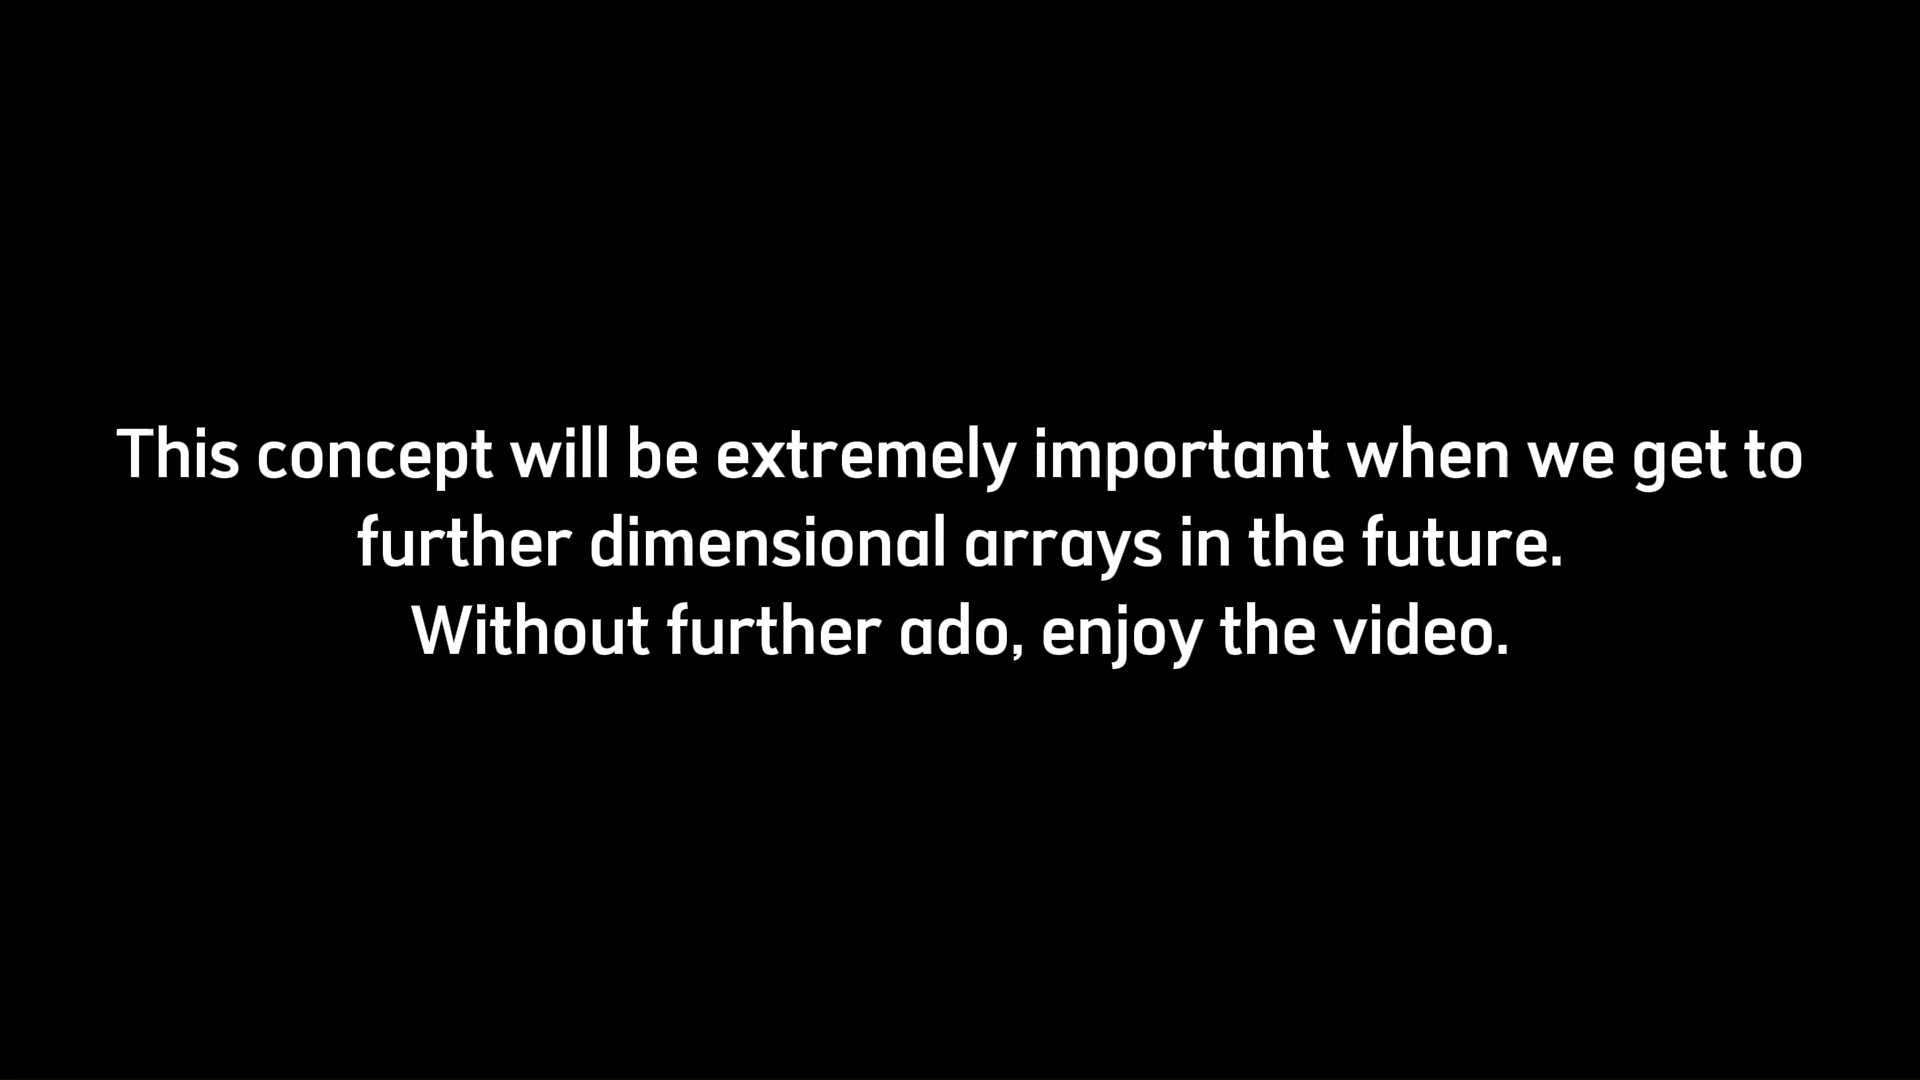 This concept will be extremely important when we get to
further dimensional arrays in the future.
Without further ado, enjoy the video.